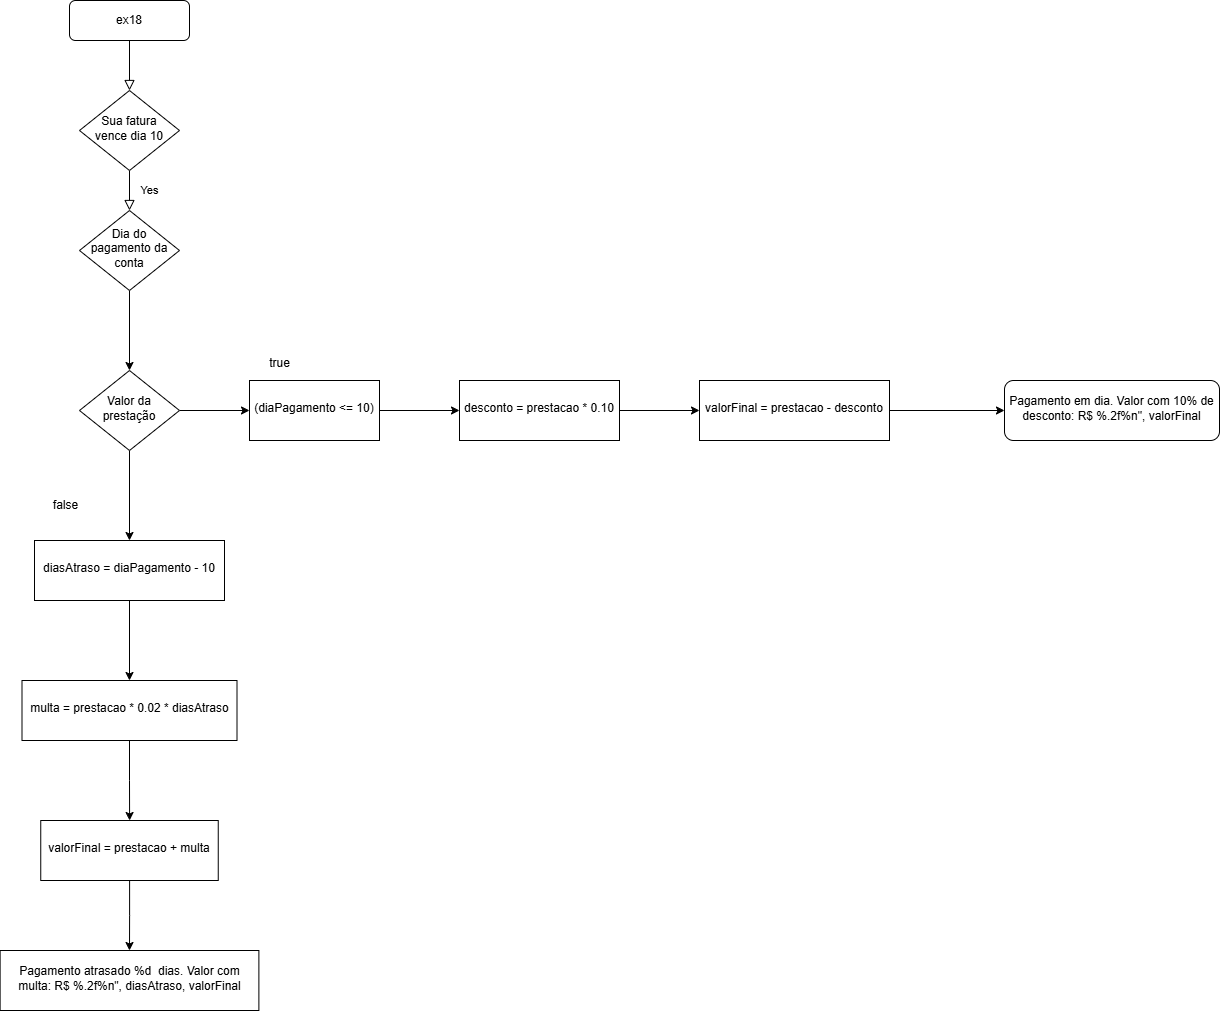 ex18
Sua fatura
vence dia 10
Yes
Dia do
pagamento da
conta
true
Valor da
prestação
(diaPagamento <= 10)
desconto = prestacao * 0.10
valorFinal = prestacao - desconto
Pagamento em dia. Valor com 10% de
desconto: R$ %.2f%n", valorFinal
false
diasAtraso = diaPagamento - 10
multa = prestacao * 0.02 * diasAtraso
valorFinal = prestacao + multa
Pagamento atrasado %d  dias. Valor com
multa: R$ %.2f%n", diasAtraso, valorFinal